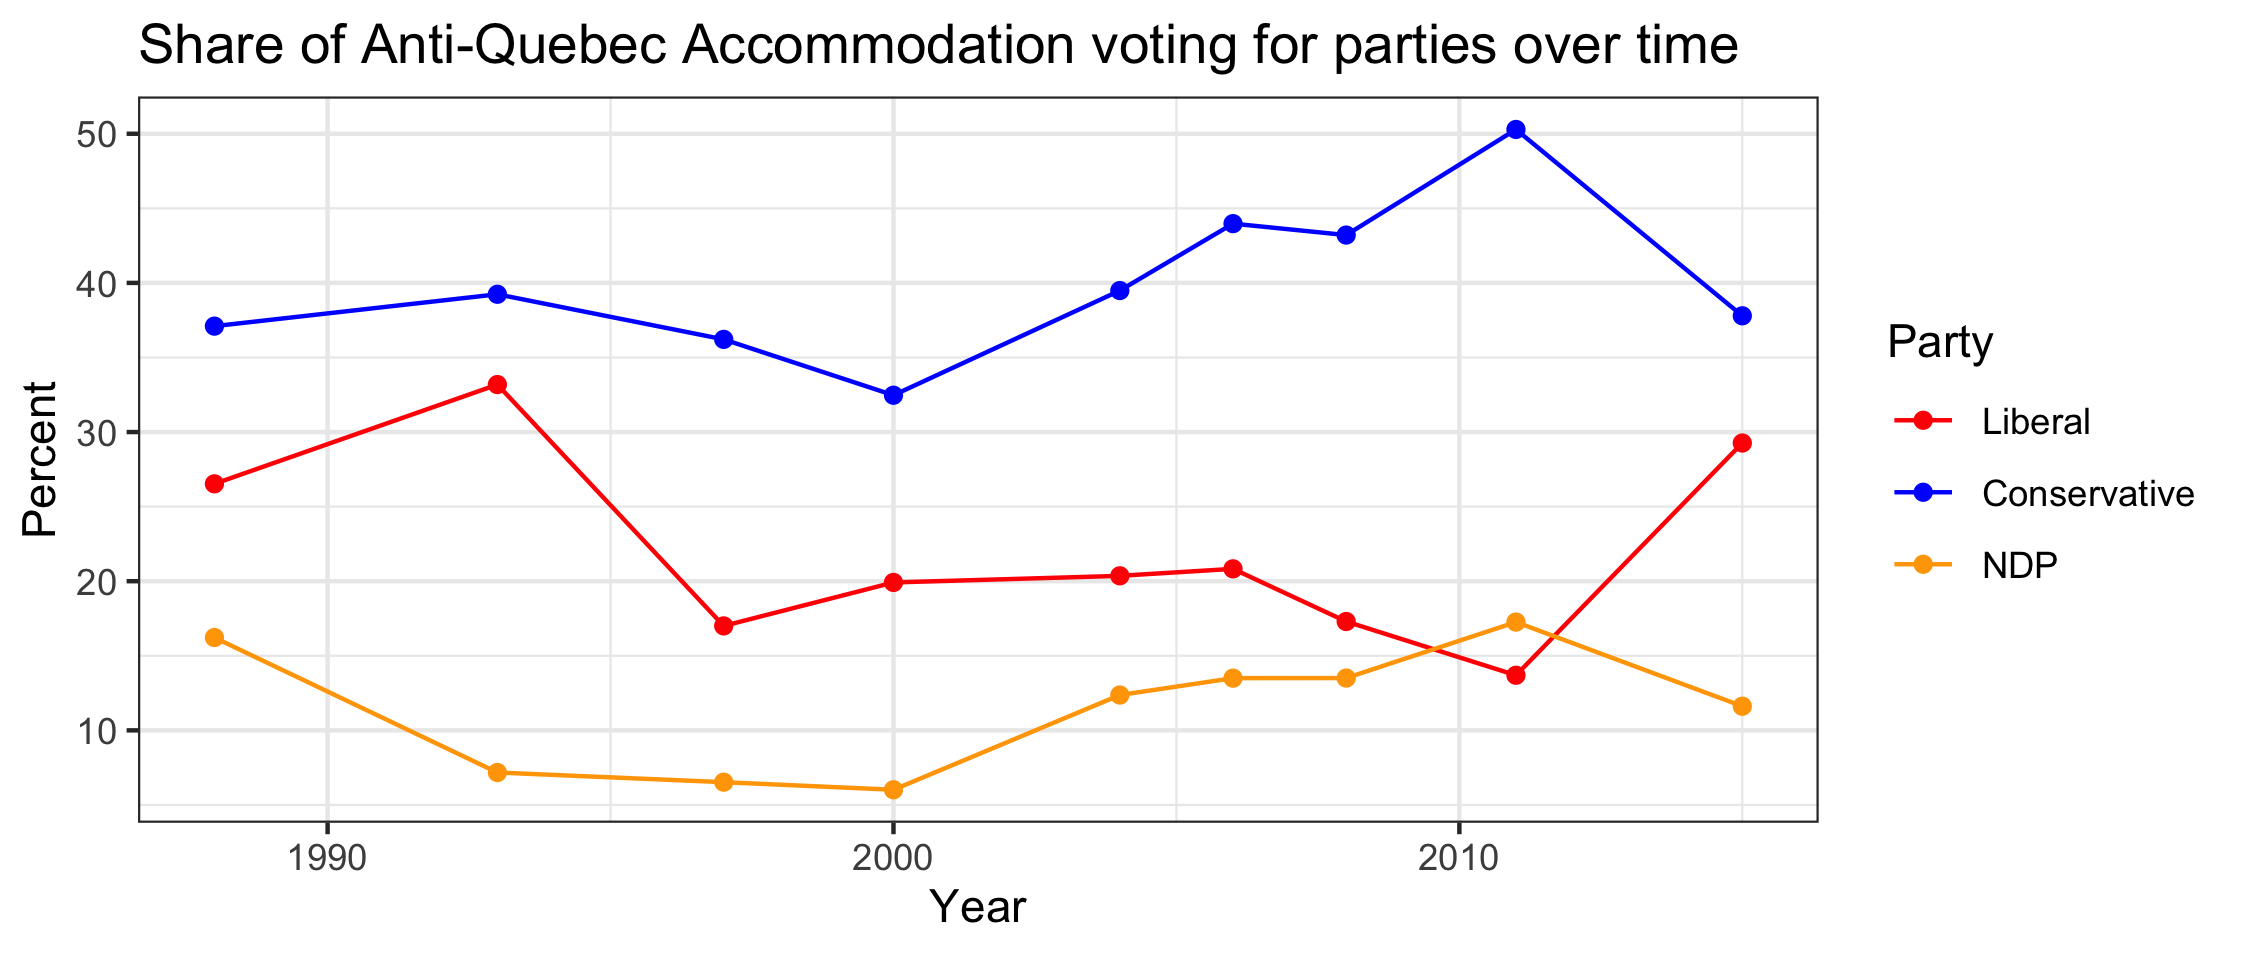 Share of Anti-Quebec Accommodation voting for parties over time
50
40
30
20
10
Percent
1990 2000 2010
Year
Party
Liberal
Conservative
NDP